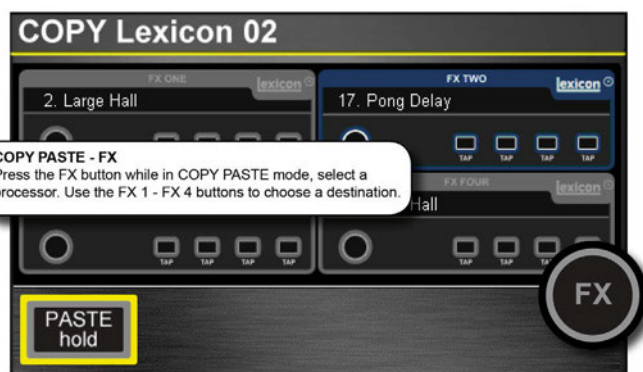 COPY Lexicon 02
FX ONE
lexicon
2. Large Hall
FX TWO
lexicon
17. Pong Delay
TAP TAP TAP TAP
COPY PASTE - FX
Press the FX button while in COPY PASTE mode, select a
processor. Use the FX 1 - FX 4 buttons to choose a destination.
FX FOUR
lexicon
Hall
TAP TAP TAP TAP
TAP TAP TAP TAP
FX
PASTE
hold